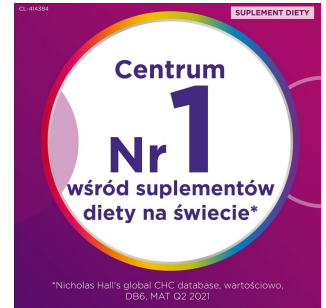 CL-414384
SUPLEMENT DIETY
Centrum
Nr 1
wśród suplementów
diety na świecie*
*Nicholas Hall's global CHC database, wartościowo,
DB6, MAT Q2 2021